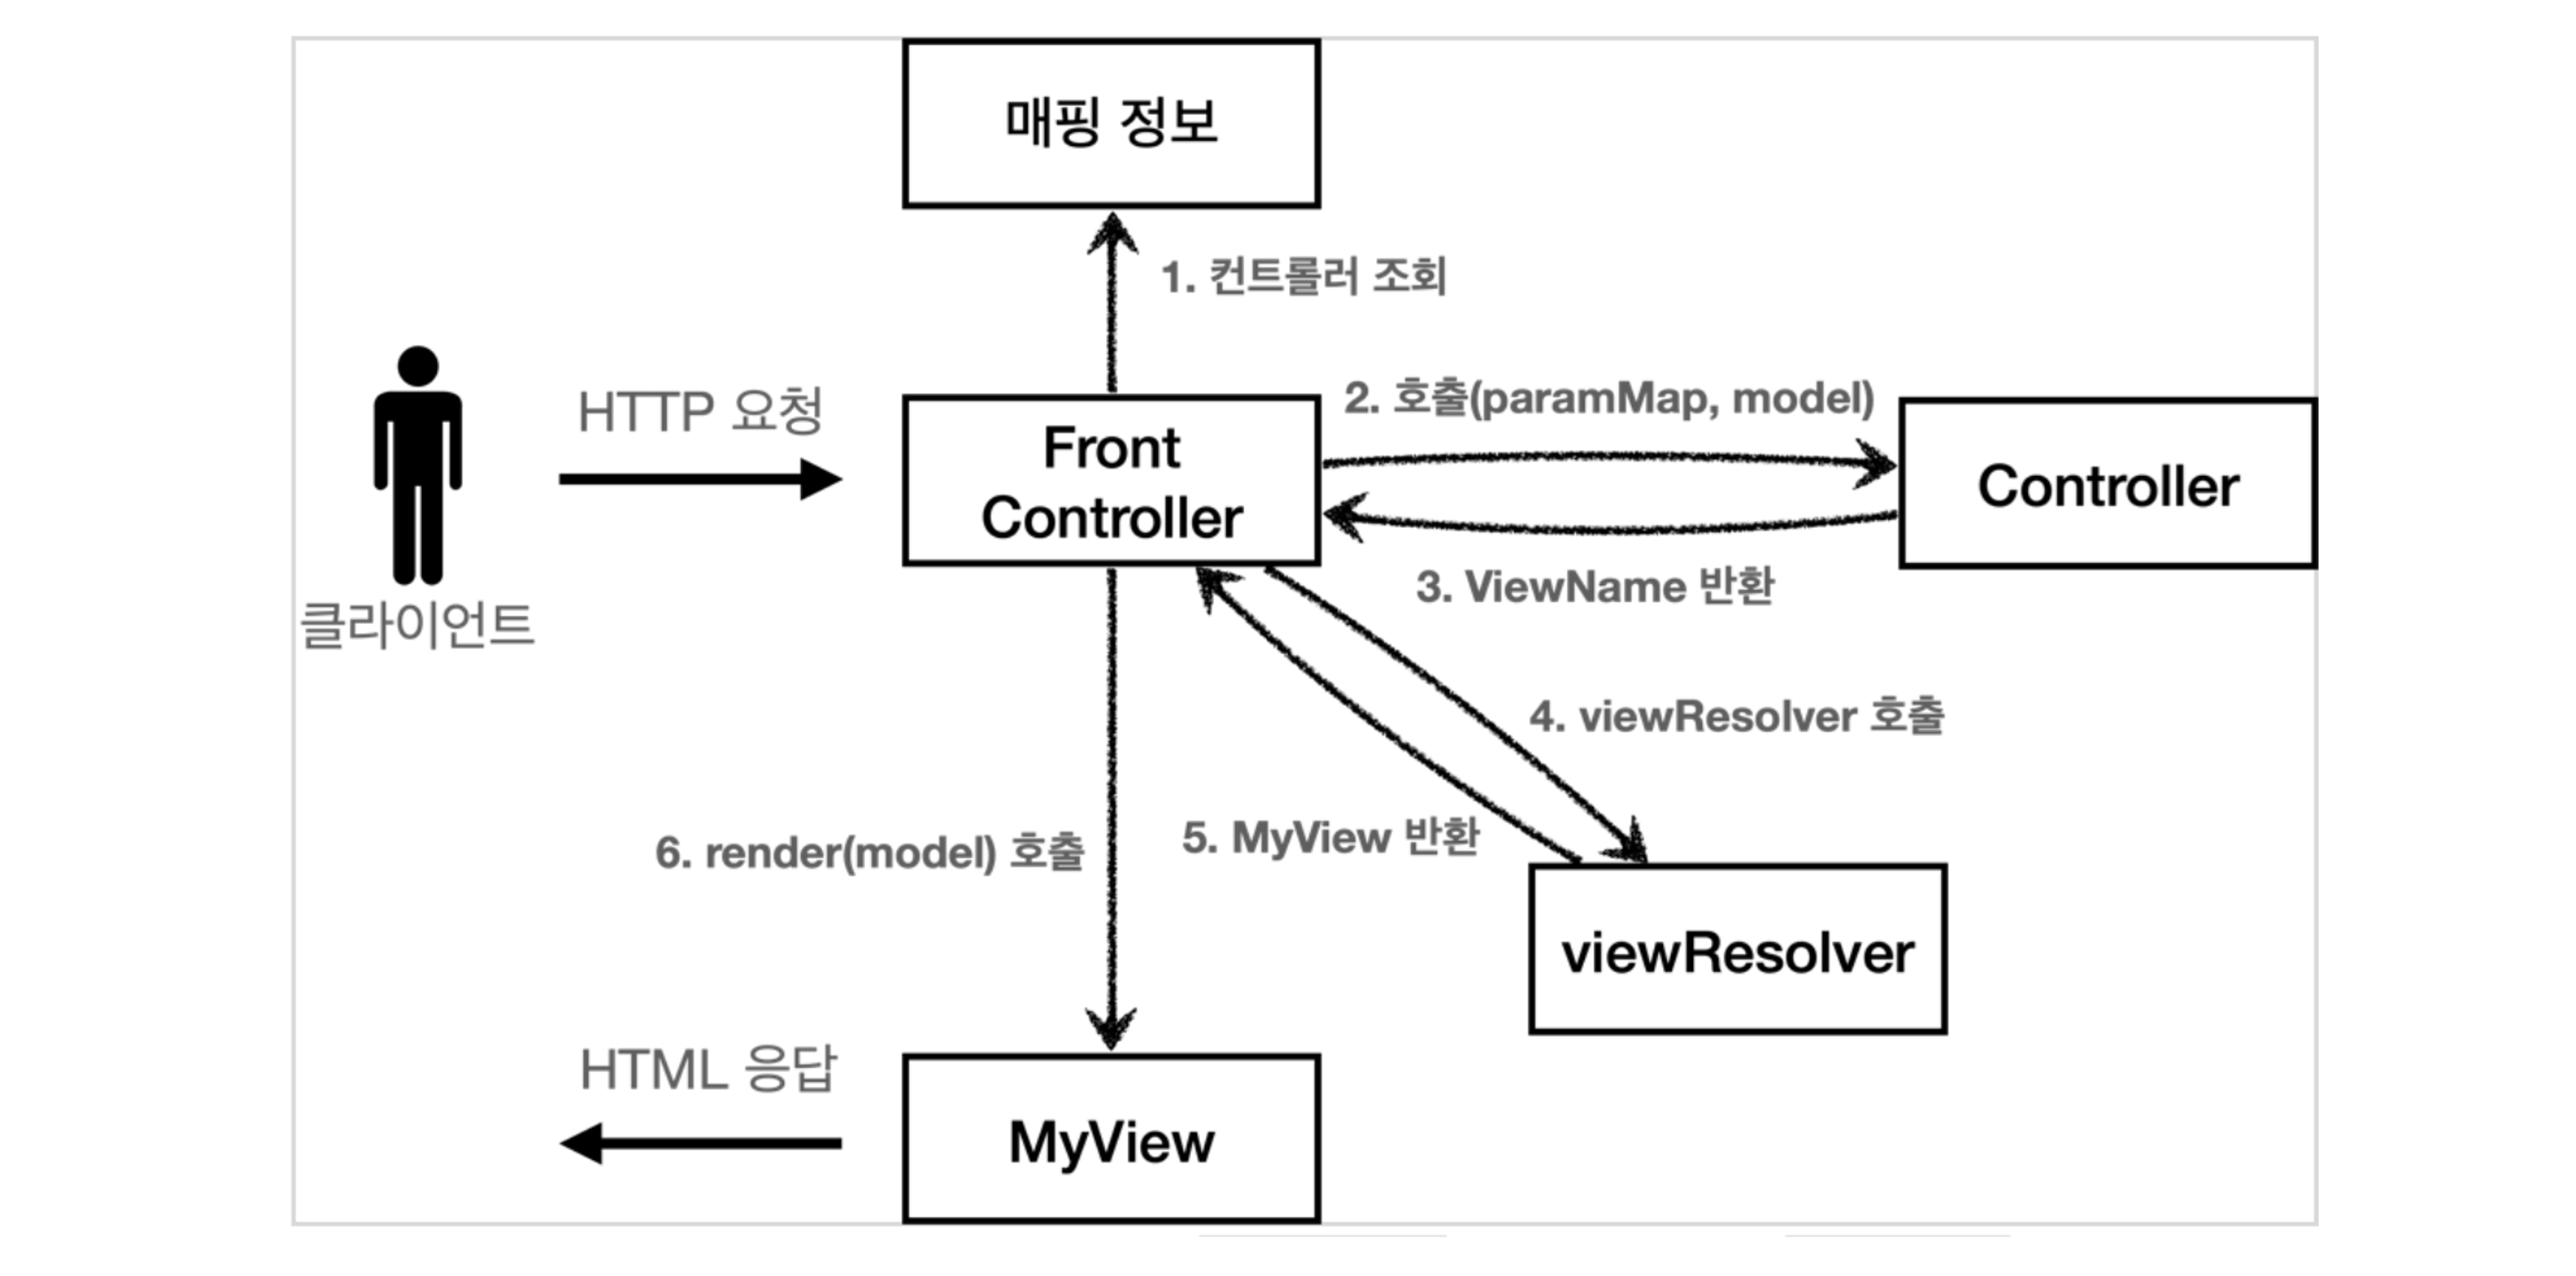 매핑 정보
1. 컨트롤러 조회
HTTP 요청
2. 호출(paramMap, model)
Front
Controller
Controller
3. ViewName 반환
클라이언트
4. viewResolver 호출
6. render(model) 호출
5. MyView 반환
viewResolver
HTML 응답
MyView